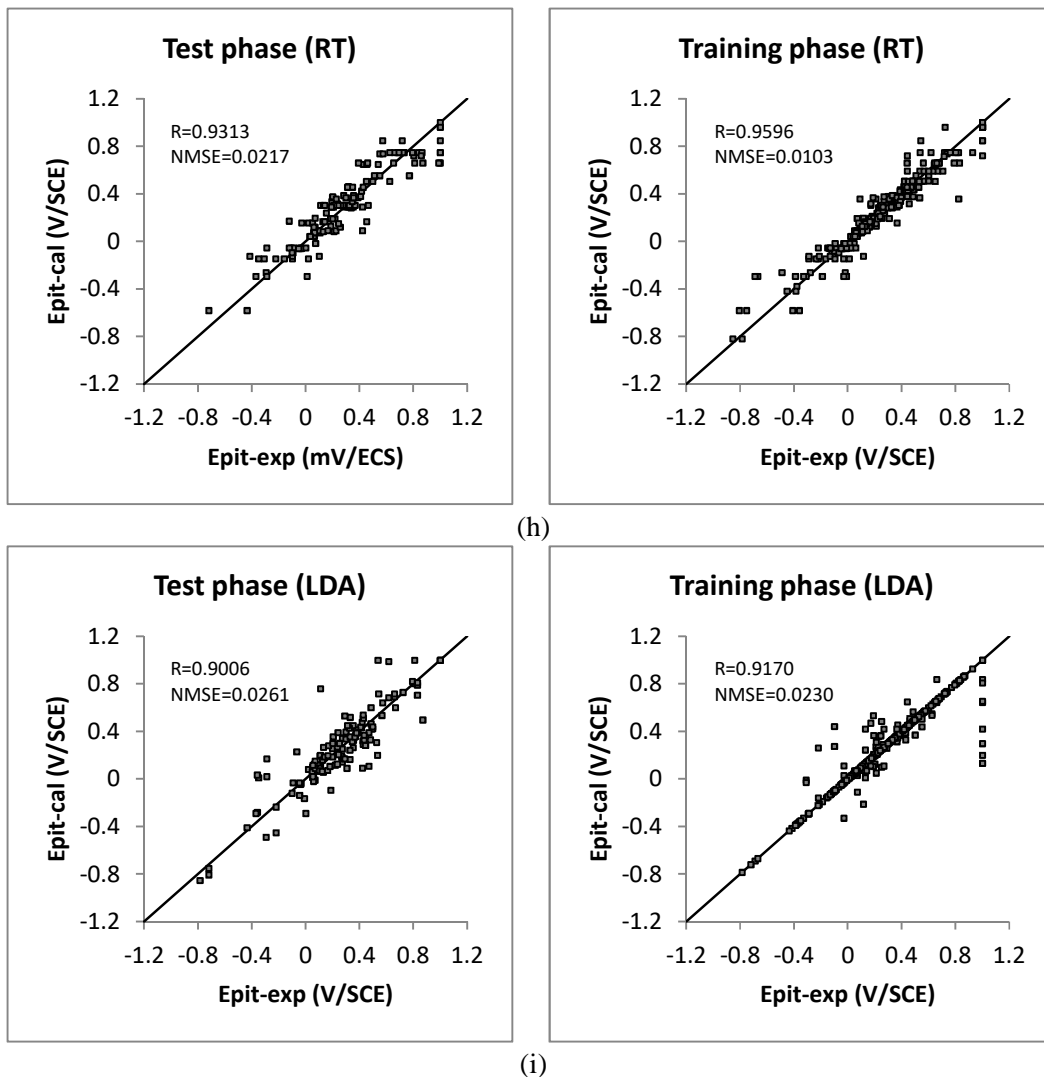 Test phase (RT)
R=0.9313
NMSE=0.0217
1.2
0.8
0.4
0
-0.4
-0.8
-1.2
Epit-cal (V/SCE)
-1.2 -0.8 -0.4 0 0.4 0.8 1.2
Epit-exp (mV/ECS)
Training phase (RT)
R=0.9596
NMSE=0.0103
1.2
0.8
0.4
0
-0.4
-0.8
-1.2
Epit-cal (V/SCE)
-1.2 -0.8 -0.4 0 0.4 0.8 1.2
Epit-exp (V/SCE)
(h)
Test phase (LDA)
R=0.9006
NMSE=0.0261
1.2
0.8
0.4
0
-0.4
-0.8
-1.2
Epit-cal (V/SCE)
-1.2 -0.8 -0.4 0 0.4 0.8 1.2
Epit-exp (V/SCE)
Training phase (LDA)
R=0.9170
NMSE=0.0230
1.2
0.8
0.4
0
-0.4
-0.8
-1.2
Epit-cal (V/SCE)
-1.2 -0.8 -0.4 0 0.4 0.8 1.2
Epit-exp (V/SCE)
(i)